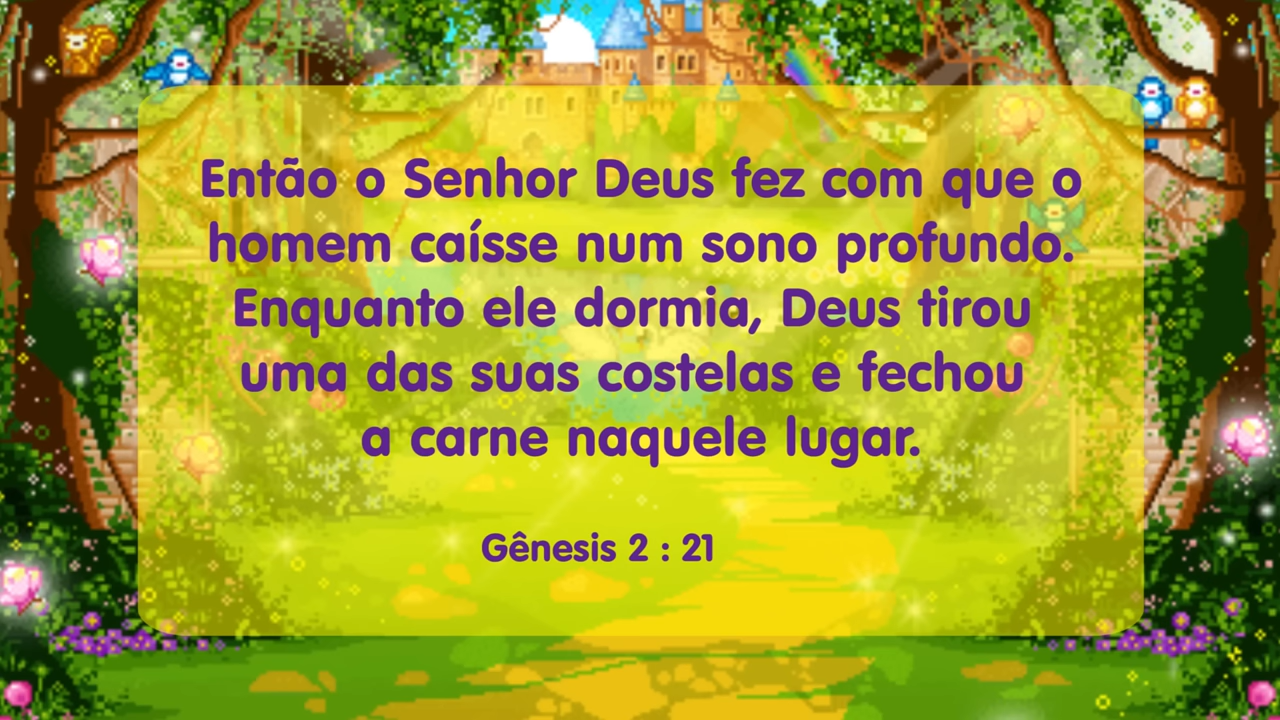 Então o Senhor Deus fez com que o
homem caísse num sono profundo.
Enquanto ele dormia, Deus tirou
uma das suas costelas e fechou
a carne naquele lugar.
Gênesis 2 : 21